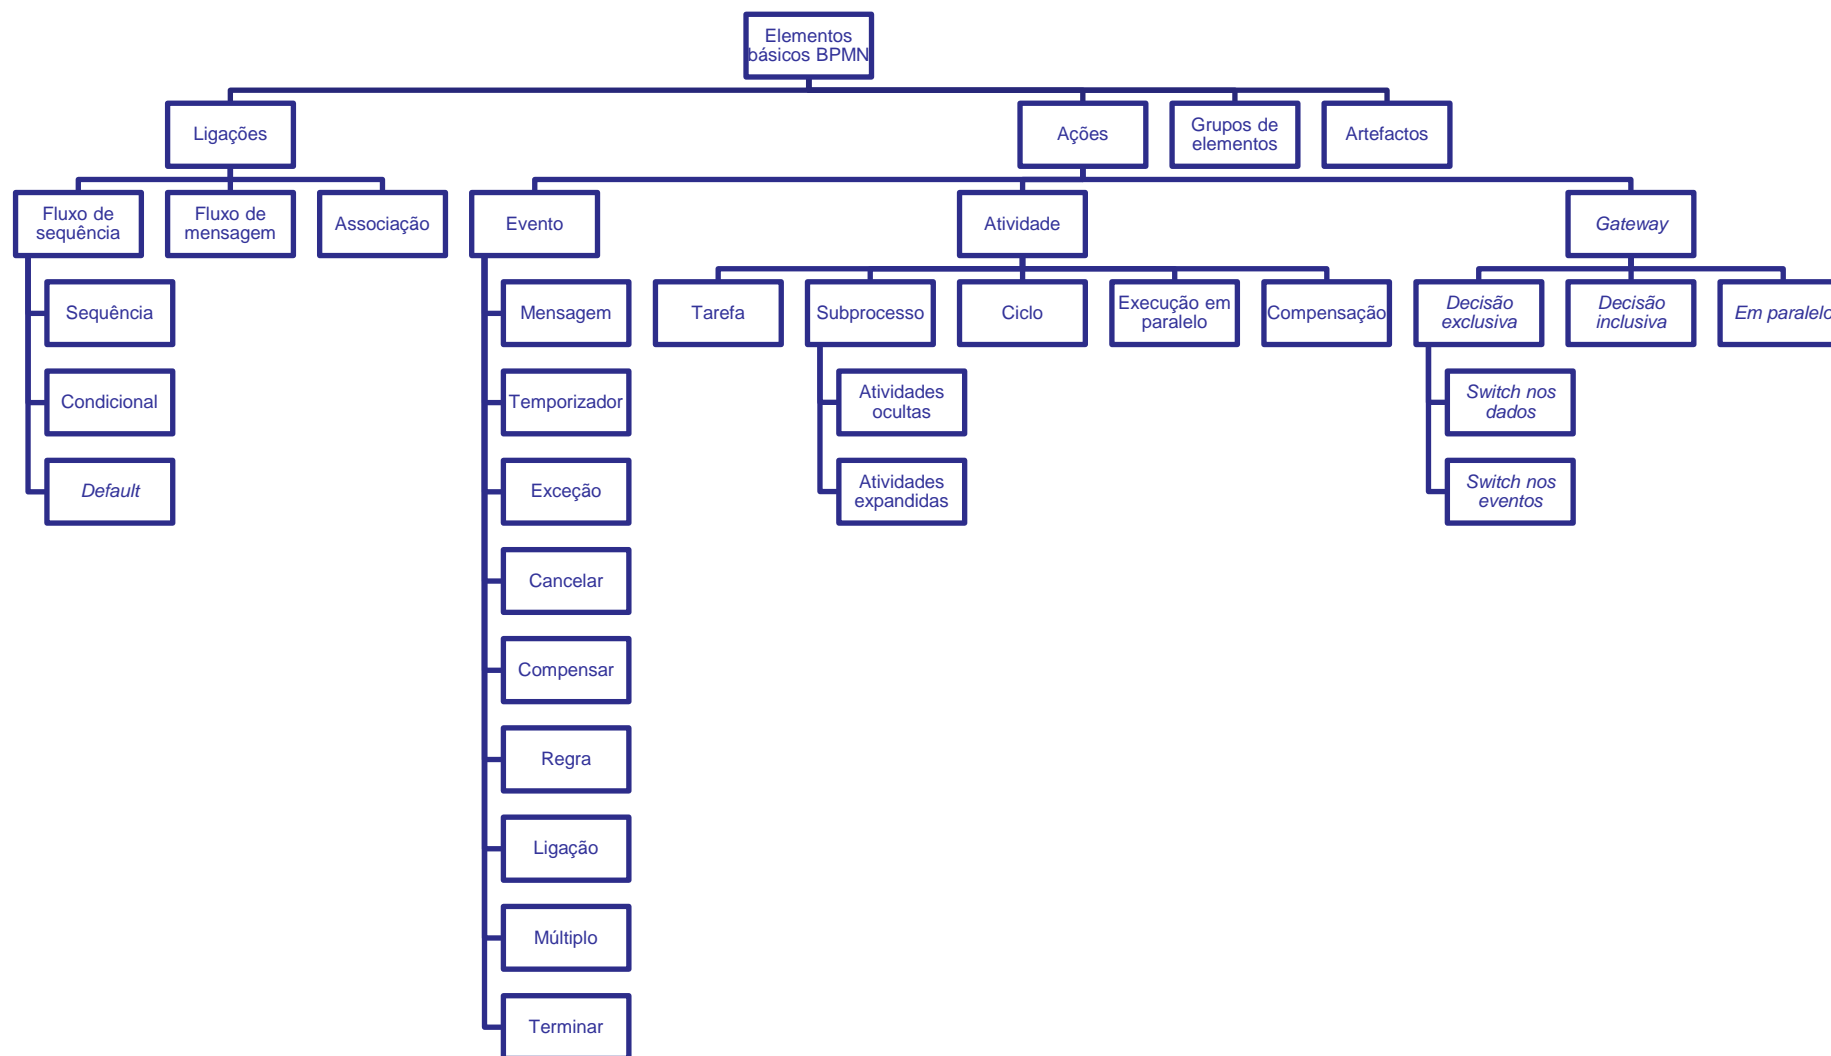 Elementos
básicos BPMN
Ligações
Ações
Grupos de
elementos
Artefactos
Fluxo de
sequência
Fluxo de
mensagem
Associação
Evento
Atividade
Gateway
Sequência
Condicional
Default
Mensagem
Temporizador
Exceção
Cancelar
Compensar
Regra
Ligação
Múltiplo
Terminar
Tarefa
Subprocesso
Ciclo
Execução em
paralelo
Compensação
Atividades
ocultas
Atividades
expandidas
Decisão
exclusiva
Decisão
inclusiva
Em paralelo
Switch nos
dados
Switch nos
eventos